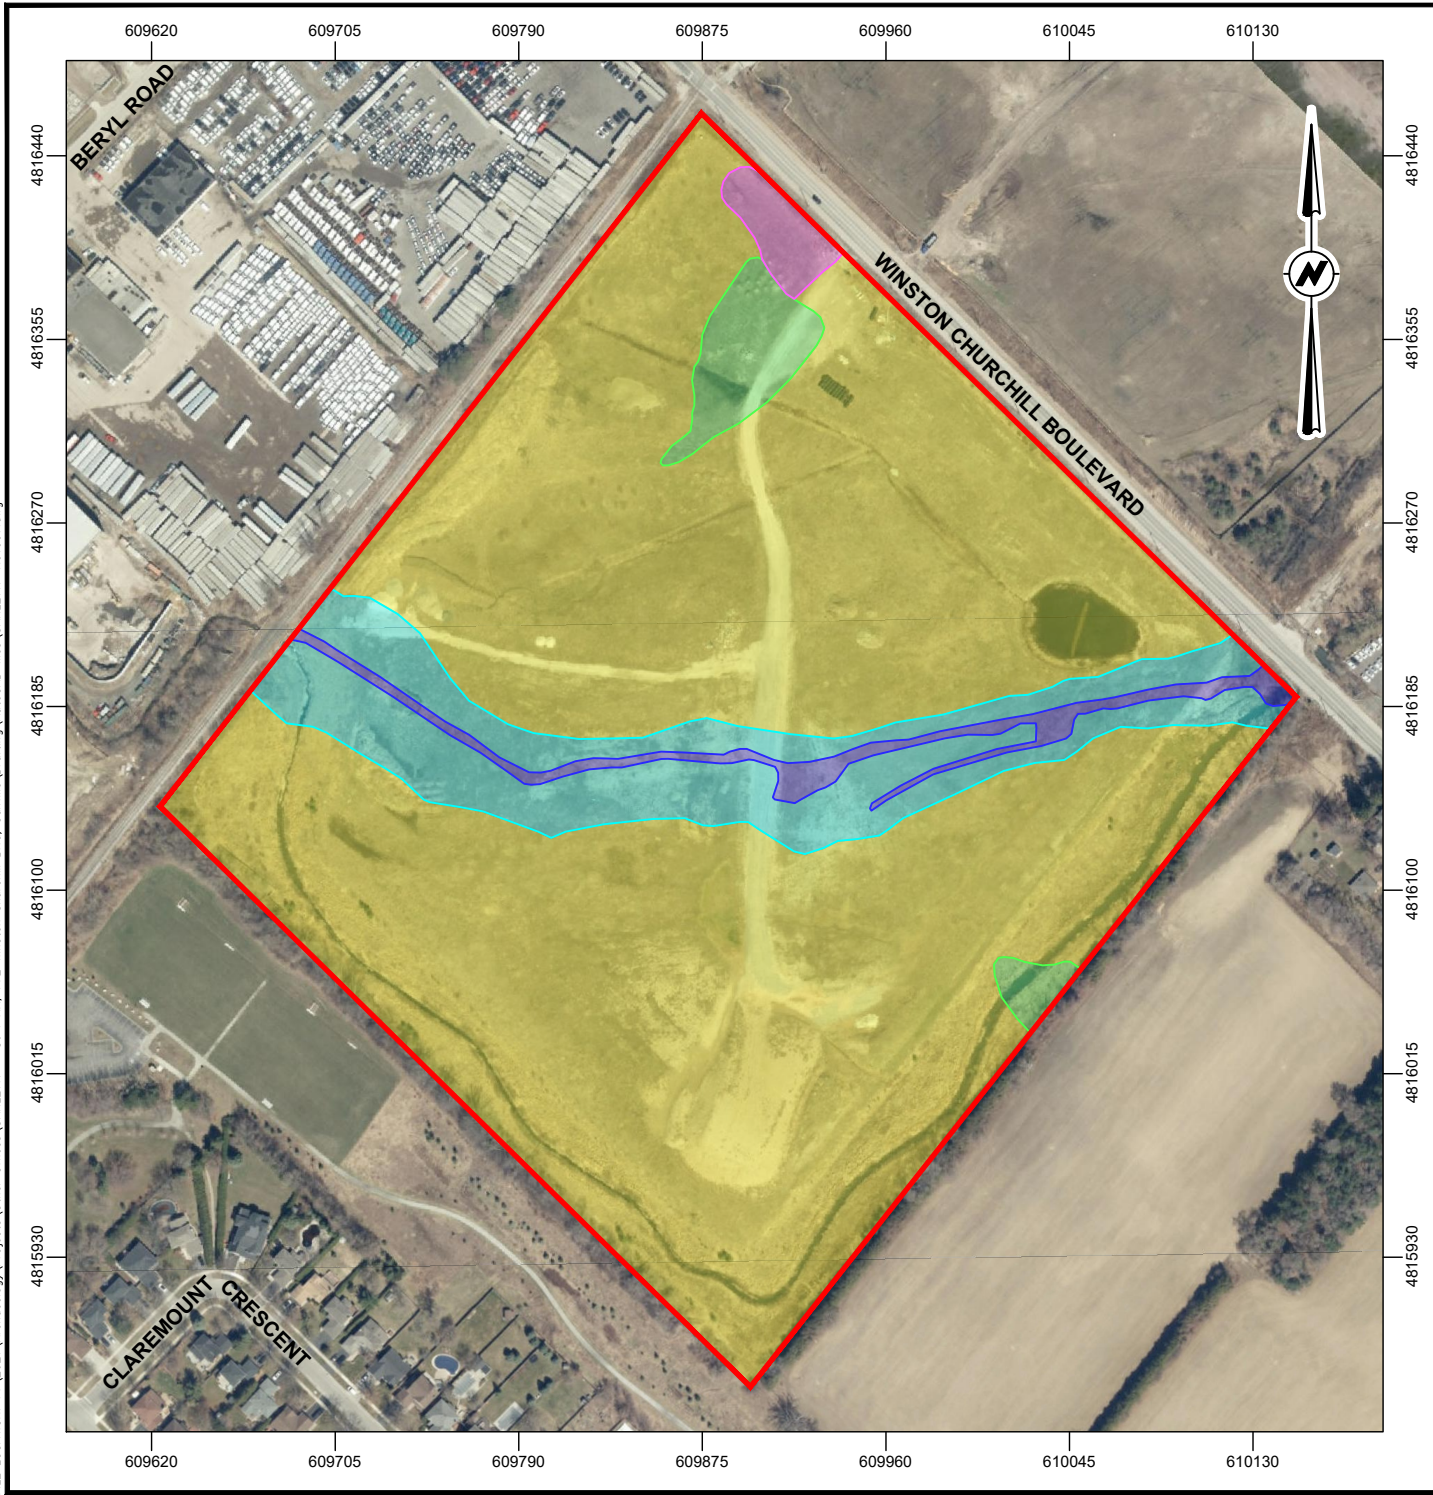 609620 609705 609790 609875 609960 610045 610130
BERYL ROAD
4816440 4816440
WINSTON CHURCHILL BOULEVARD
N
4816355 4816355
4816270 4816270
4816185 4816185
4816100 4816100
4816015 4816015
4815930 4815930
CLAREMOUNT CRESCENT
609620 609705 609790 609875 609960 610045 610130